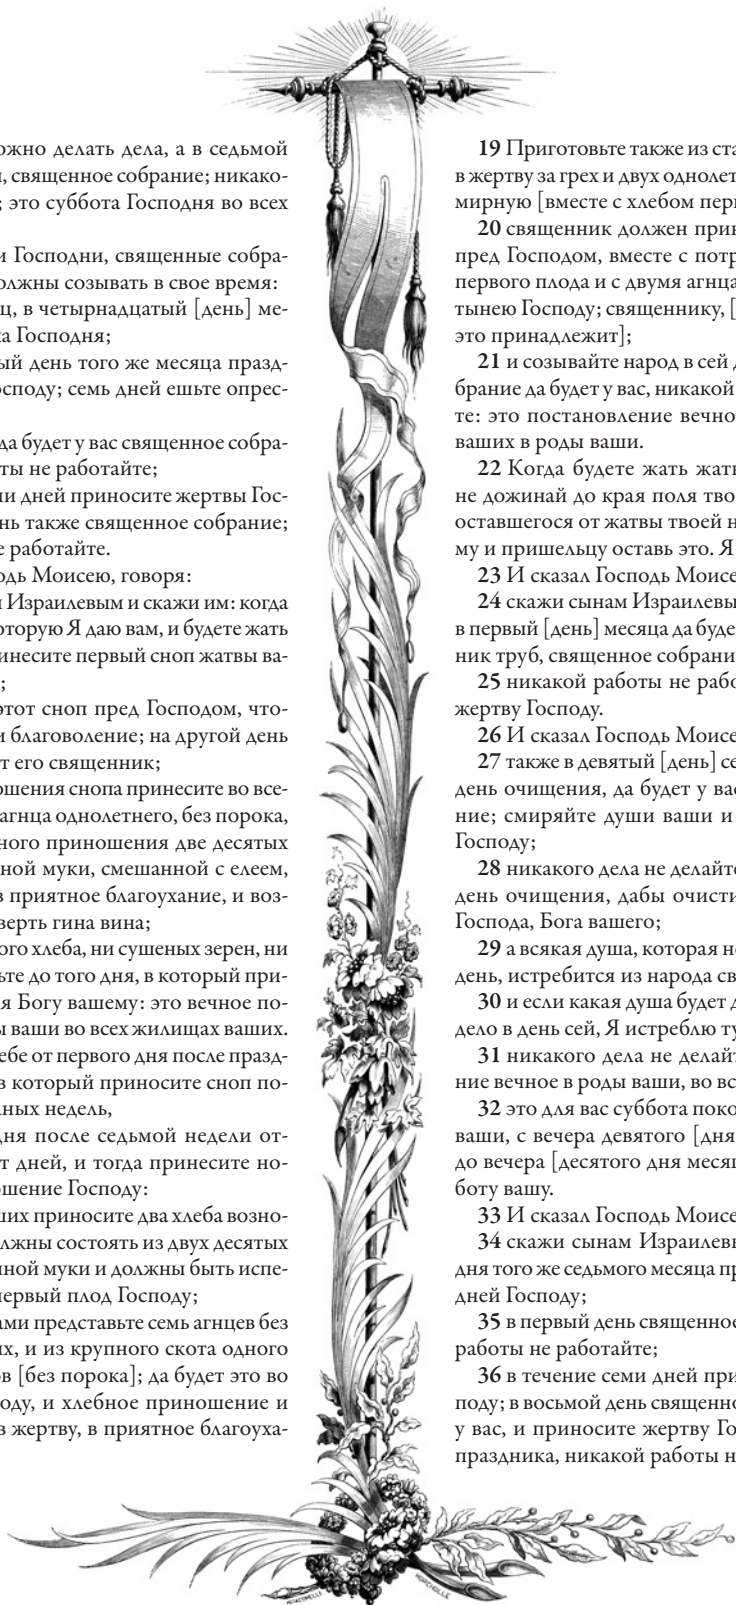 ожно делать дела, а в седьмой
, священное собрание; никако-
; это суббота Господня во всех
и Господни, священные собра-
олжны созывать в свое время:
ц, в четырнадцатый [день] ме-
ха Господня;
ый день того же месяца празд-
осподу; семь дней ешьте опрес-
да будет у вас священное собра-
ты не работайте;
ми дней приносите жертвы Гос-
нь также священное собрание;
е работайте.
одь Моисею, говоря:
м Израилевым и скажи им: когда
оторую Я даю вам, и будете жать
инесите первый сноп жатвы ва-
;
этот сноп пред Господом, что-
и благоволение; на другой день
т его священник;
ошения снопа принесите во все-
агнца однолетнего, без порока,
ного приношения две десятых
ной муки, смешанной с елеем,
в приятное благоухание, и воз-
верть гина вина;
ого хлеба, ни сушеных зерен, ни
ьте до того дня, в который при-
я Богу вашему: это вечное по-
ы ваши во всех жилищах ваших.
ебе от первого дня после празд-
в который приносите сноп по-
лных недель,
дня после седьмой недели от-
т дней, и тогда принесите но-
ошение Господу:
ших приносите два хлеба возно-
лжны состоять из двух десятых
нной муки и должны быть испе-
первый плод Господу;
ами представьте семь агнцев без
их, и из крупного скота одного
ов [без порока]; да будет это во
оду, и хлебное приношение и
в жертву, в приятное благоуха-
19 Приготовьте также из ста
в жертву за грех и двух однолет
мирную [вместе с хлебом пер
20 священник должен при
пред Господом, вместе с потр
первого плода и с двумя агнца
тынею Господу; священнику, [
это принадлежит];
21 и созывайте народ в сей д
брание да будет у вас, никакой
те: это постановление вечно
ваших в роды ваши.
22 Когда будете жать жат
не дожинай до края поля тво
оставшегося от жатвы твоей н
му и пришельцу оставь это. Я
23 И сказал Господь Моисе
24 скажи сынам Израилевы
в первый [день] месяца да буде
ник труб, священное собрани
25 никакой работы не рабо
жертву Господу.
26 И сказал Господь Моисе
27 также в девятый [день] се
день очищения, да будет у ва
ние; смиряйте души ваши и
Господу;
28 никакого дела не делайте
день очищения, дабы очисти
Господа, Бога вашего;
29 а всякая душа, которая не
день, истребится из народа св
30 и если какая душа будет д
дело в день сей, Я истреблю ту
31 никакого дела не делайт
ние вечное в роды ваши, во вс
32 это для вас суббота поко
ваши, с вечера девятого [дня
до вечера [десятого дня месяц
боту вашу.
33 И сказал Господь Моисе
34 скажи сынам Израилевы
дня того же седьмого месяца пр
дней Господу;
35 в первый день священное
работы не работайте;
36 в течение семи дней при
поду; в восьмой день священно
у вас, и приносите жертву Го
праздника, никакой работы н